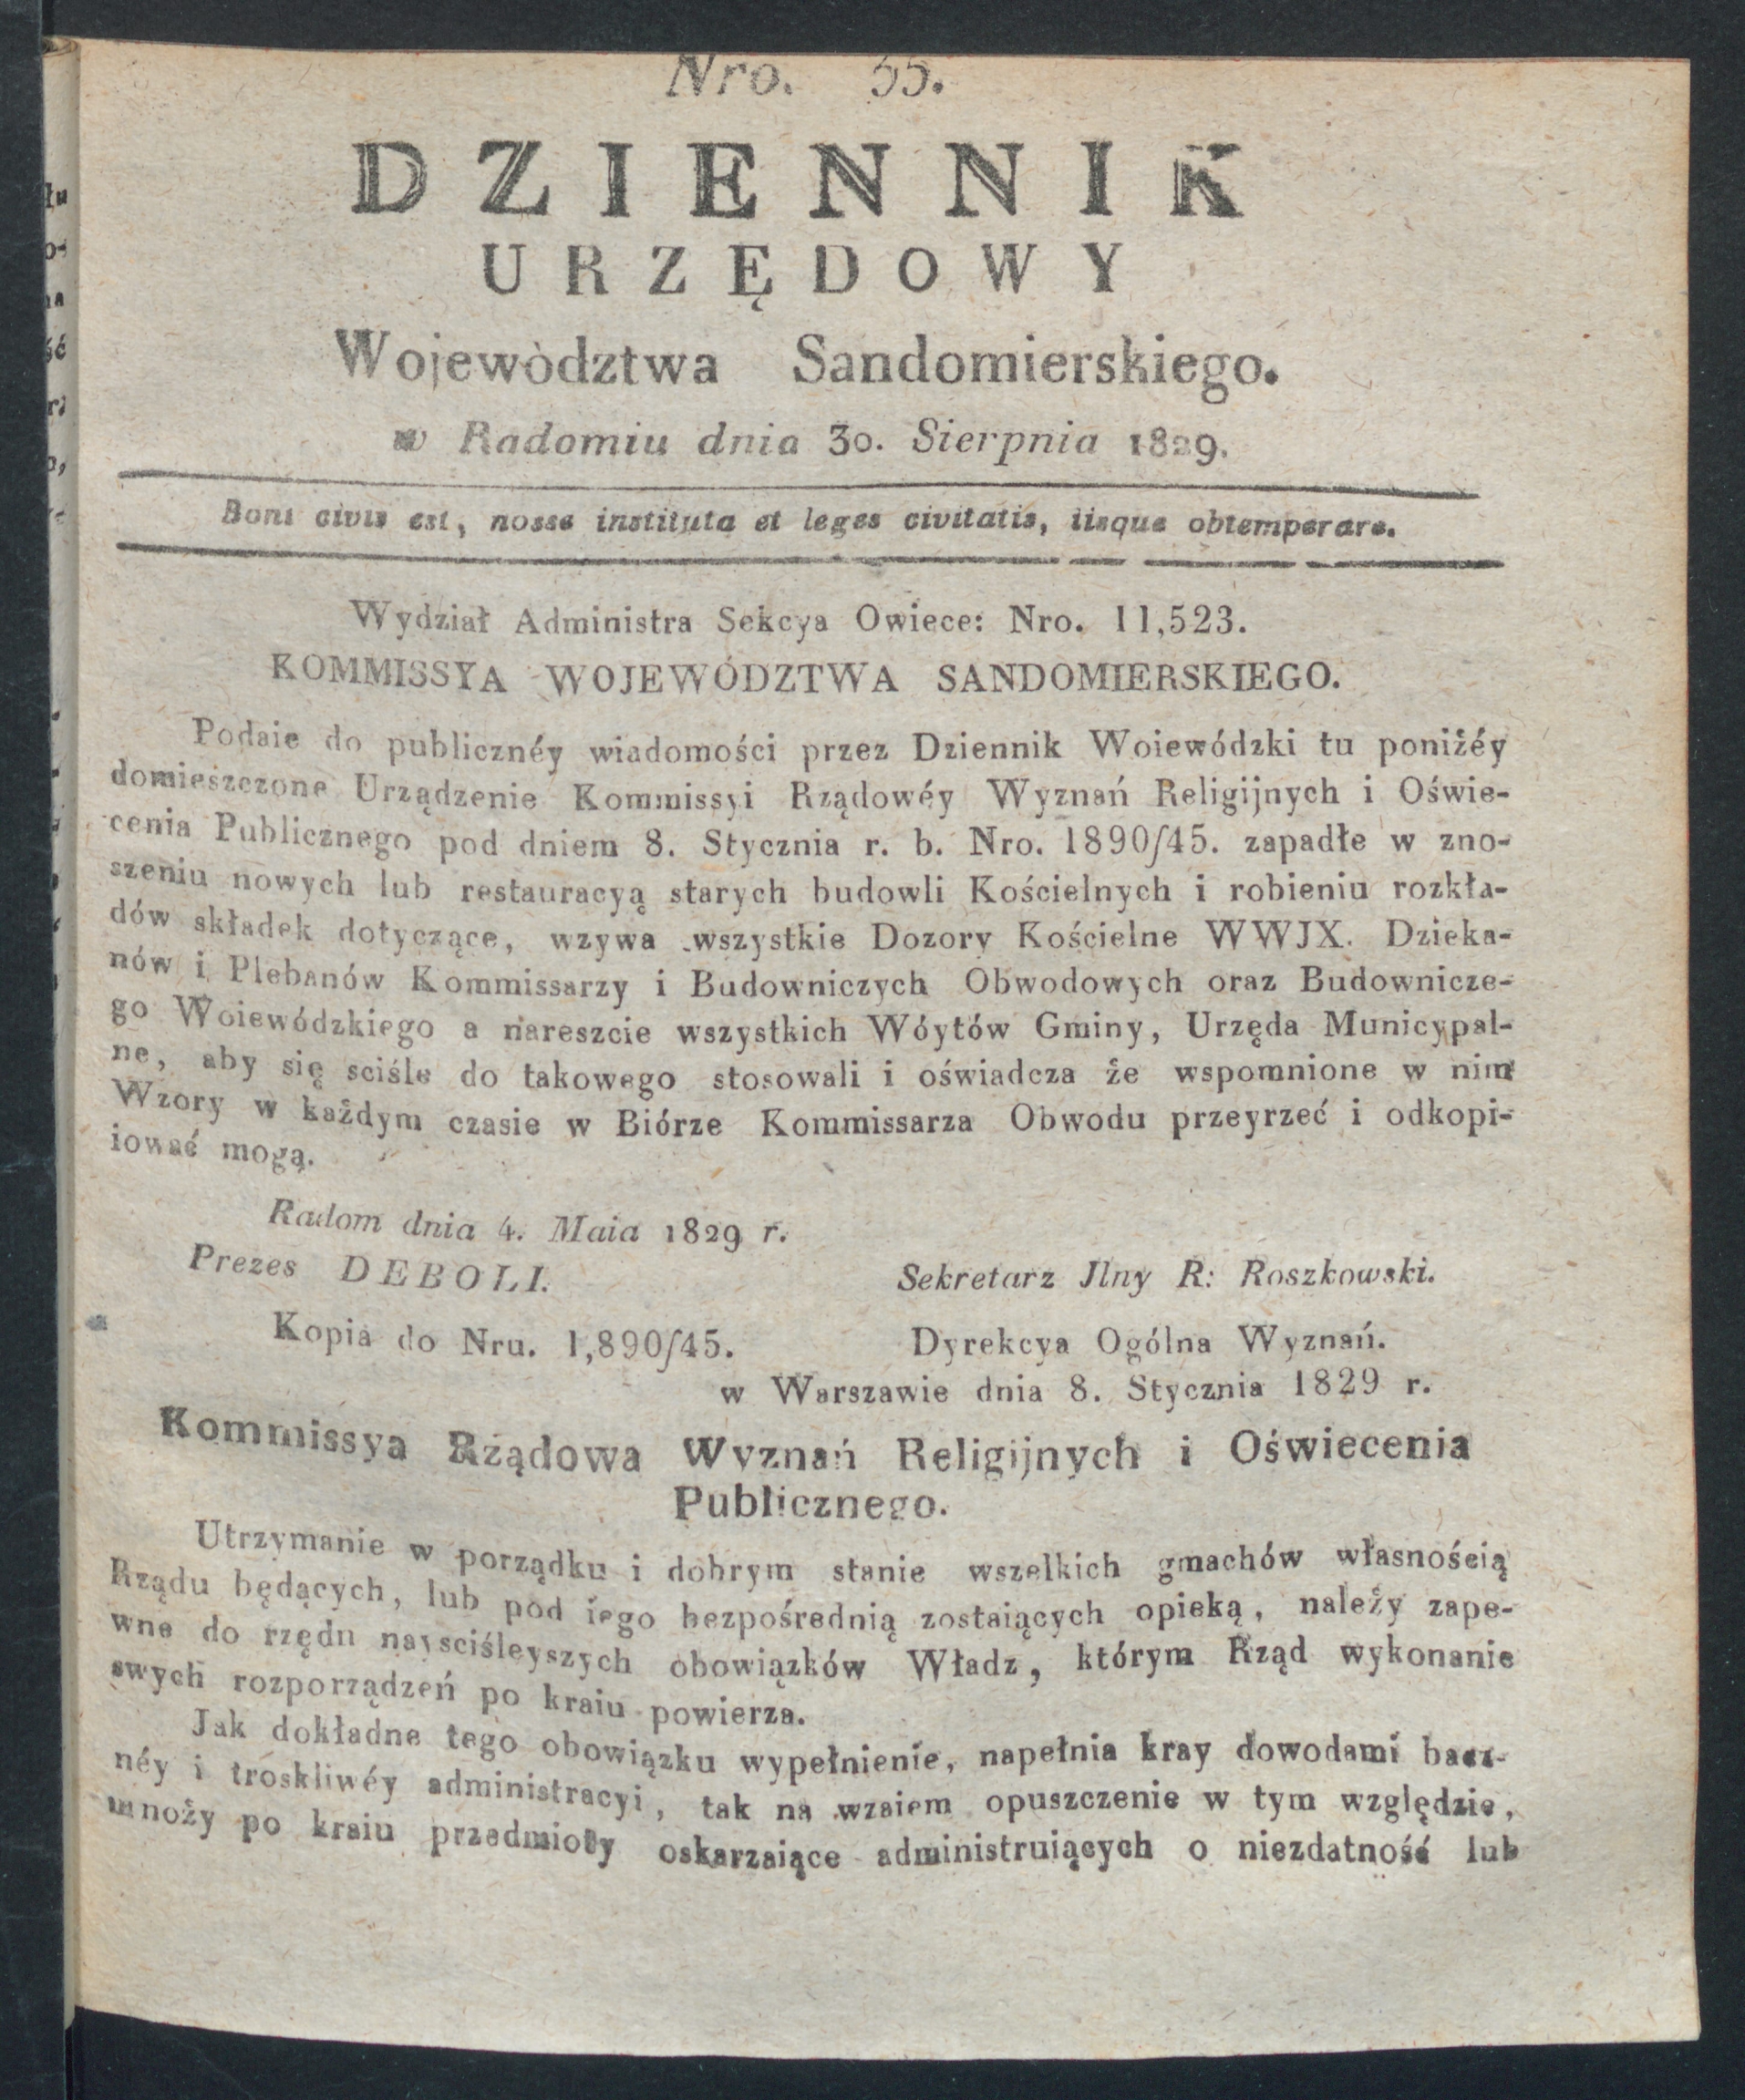 Nro. 35.
DZIENNIK
URZĘDOWY
Wojewòdztwa Sandomierskiego.
w Radomiu dnia 30. Sierpnia 1829.
Boni civis est, nosse instituta et leges civitatis, iisque obtemperare.
Wydział Administra Sekcya Owiece: Nro. 11,523.
KOMMISSYA WOJEWÓDZTWA SANDOMIERSKIEGO.
Podaie do publicznéy wiadomości przez Dziennik Woiewódzki tu poniżéy
domieszczone Urządzenie Kommissyi Rządowéy Wyznań Religijnych i Oświe-
cenia Publicznego pod dniem 8. Stycznia r. b. Nro. 1890/45. zapadłe w zno-
szeniu nowych lub restauracyą starych budowli Kościelnych i robieniu rozkła-
dów składek dotyczące, wzywa wszystkie Dozory Kościelne WWJX. Dzieka-
nów i Plebanów Kommissarzy i Budowniczych Obwodowych oraz Budownicze-
go Woiewódzkiego a nareszcie wszystkich Wóytów Gminy, Urzęda Municypal-
ne, aby się sciśle do takowego stosowali i oświadcza że wspomnione w nim
Wzory w każdym czasie w Biórze Kommissarza Obwodu przeyrzeć i odkopi-
iować mogą.
Radom dnia 4. Maia 1829 r.
Prezes DEBOLI.
Sekretarz Jlny R: Roszkowski.
Kopia do Nru. 1,890/45.
Dyrekcya Ogólna Wyznań.
w Warszawie dnia 8. Stycznia 1829 r.
Kommissya Rządowa Wyznań Religijnych i Oświecenia
Publicznego.
Utrzymanie w porządku i dobrym stanie wszelkich gmachów własnością
Rządu będących, lub pod iego bezpośrednią zostaiących opieką, należy zape-
wne do rzędu naysciśleyszych obowiązków Władz, którym Rząd wykonanie
swych rozporządzeń po kraiu powierza.
Jak dokładne tego obowiązku wypełnienie, napełnia kray dowodami bacz-
néy i troskliwéy administracyi, tak na wzaiem opuszczenie w tym względzie,
mnoży po kraiu przedmioty oskarzaiące administruiących o niezdatność lub